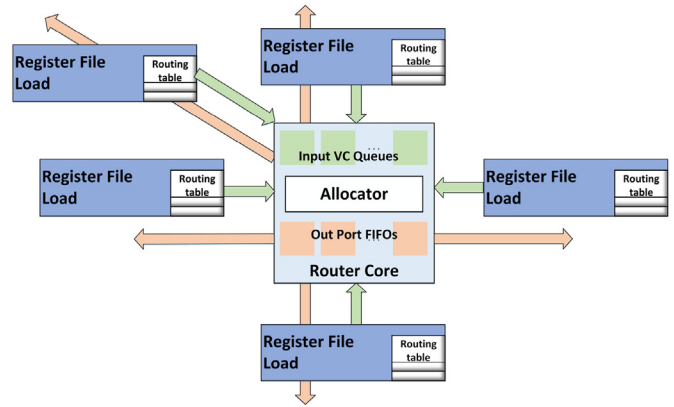 Register File
Load
Routing
table
Register File
Load
Routing
table
Input VC Queues
...
Allocator
Out Port FIFOs
...
Router Core
Register File
Load
Routing
table
Register File
Load
Routing
table
Register File
Load
Routing
table